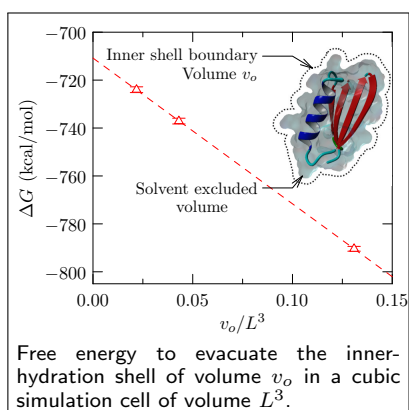 −700
−720
−740
−760
−780
−800
ΔG (kcal/mol)
Inner shell boundary
Volume v_o
Solvent excluded
volume
0.00 0.05 0.10 0.15
v_o/L^3
Free energy to evacuate the inner-
hydration shell of volume v_o in a cubic
simulation cell of volume L^3.